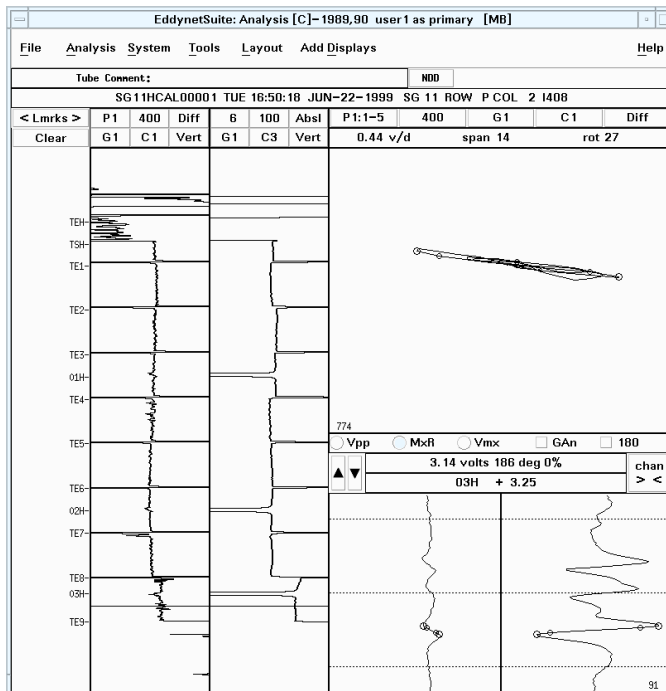 EddynetSuite: Analysis [C]-1989,90 user1 as primary [MB]
File Analysis System Tools Layout Add Displays Help
Tube Comment: NDD
SG11HCAL00001 TUE 16:50:18 JUN-22-1999 SG 11 ROW P COL 2 I408
< Lmrks > P1 400 Diff 6 100 Absl P1:1-5 400 G1 C1 Diff
Clear G1 C1 Vert G1 C3 Vert 0.44 v/d span 14 rot 27
TEH
TSH
TE1
TE2
TE3
01H
TE4
774
TE5
Vpp MxR Vmx GAn 180
3.14 volts 186 deg 0% chan
03H + 3.25 > <
TE6
02H
TE7
TE8
03H
TE9
91